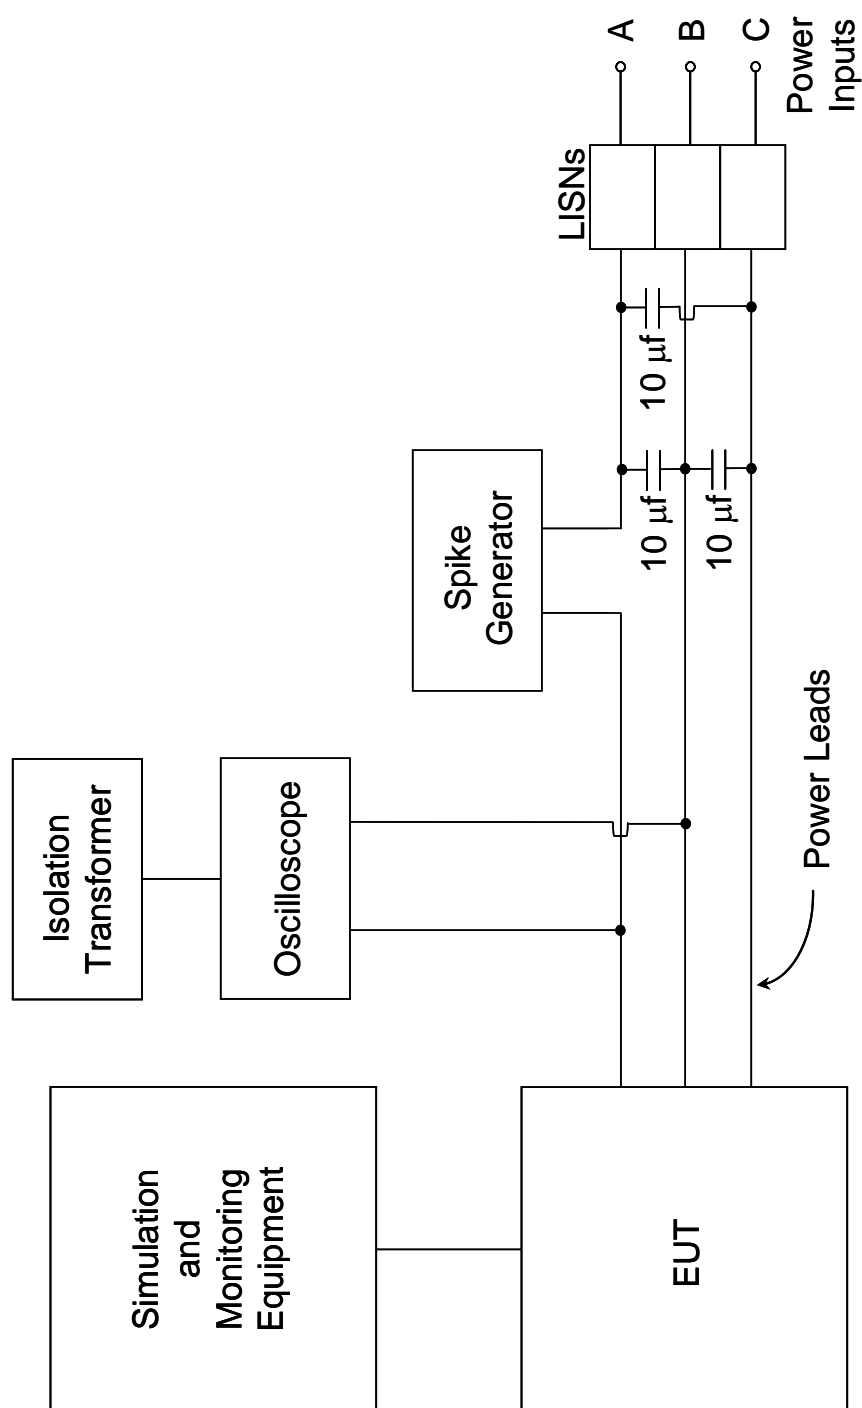 Simulation
and
Monitoring
Equipment
Isolation
Transformer
Oscilloscope
Spike
Generator
EUT
Power Leads
10 µf
10 µf
10 µf
LISNs
A
B
C
Power
Inputs